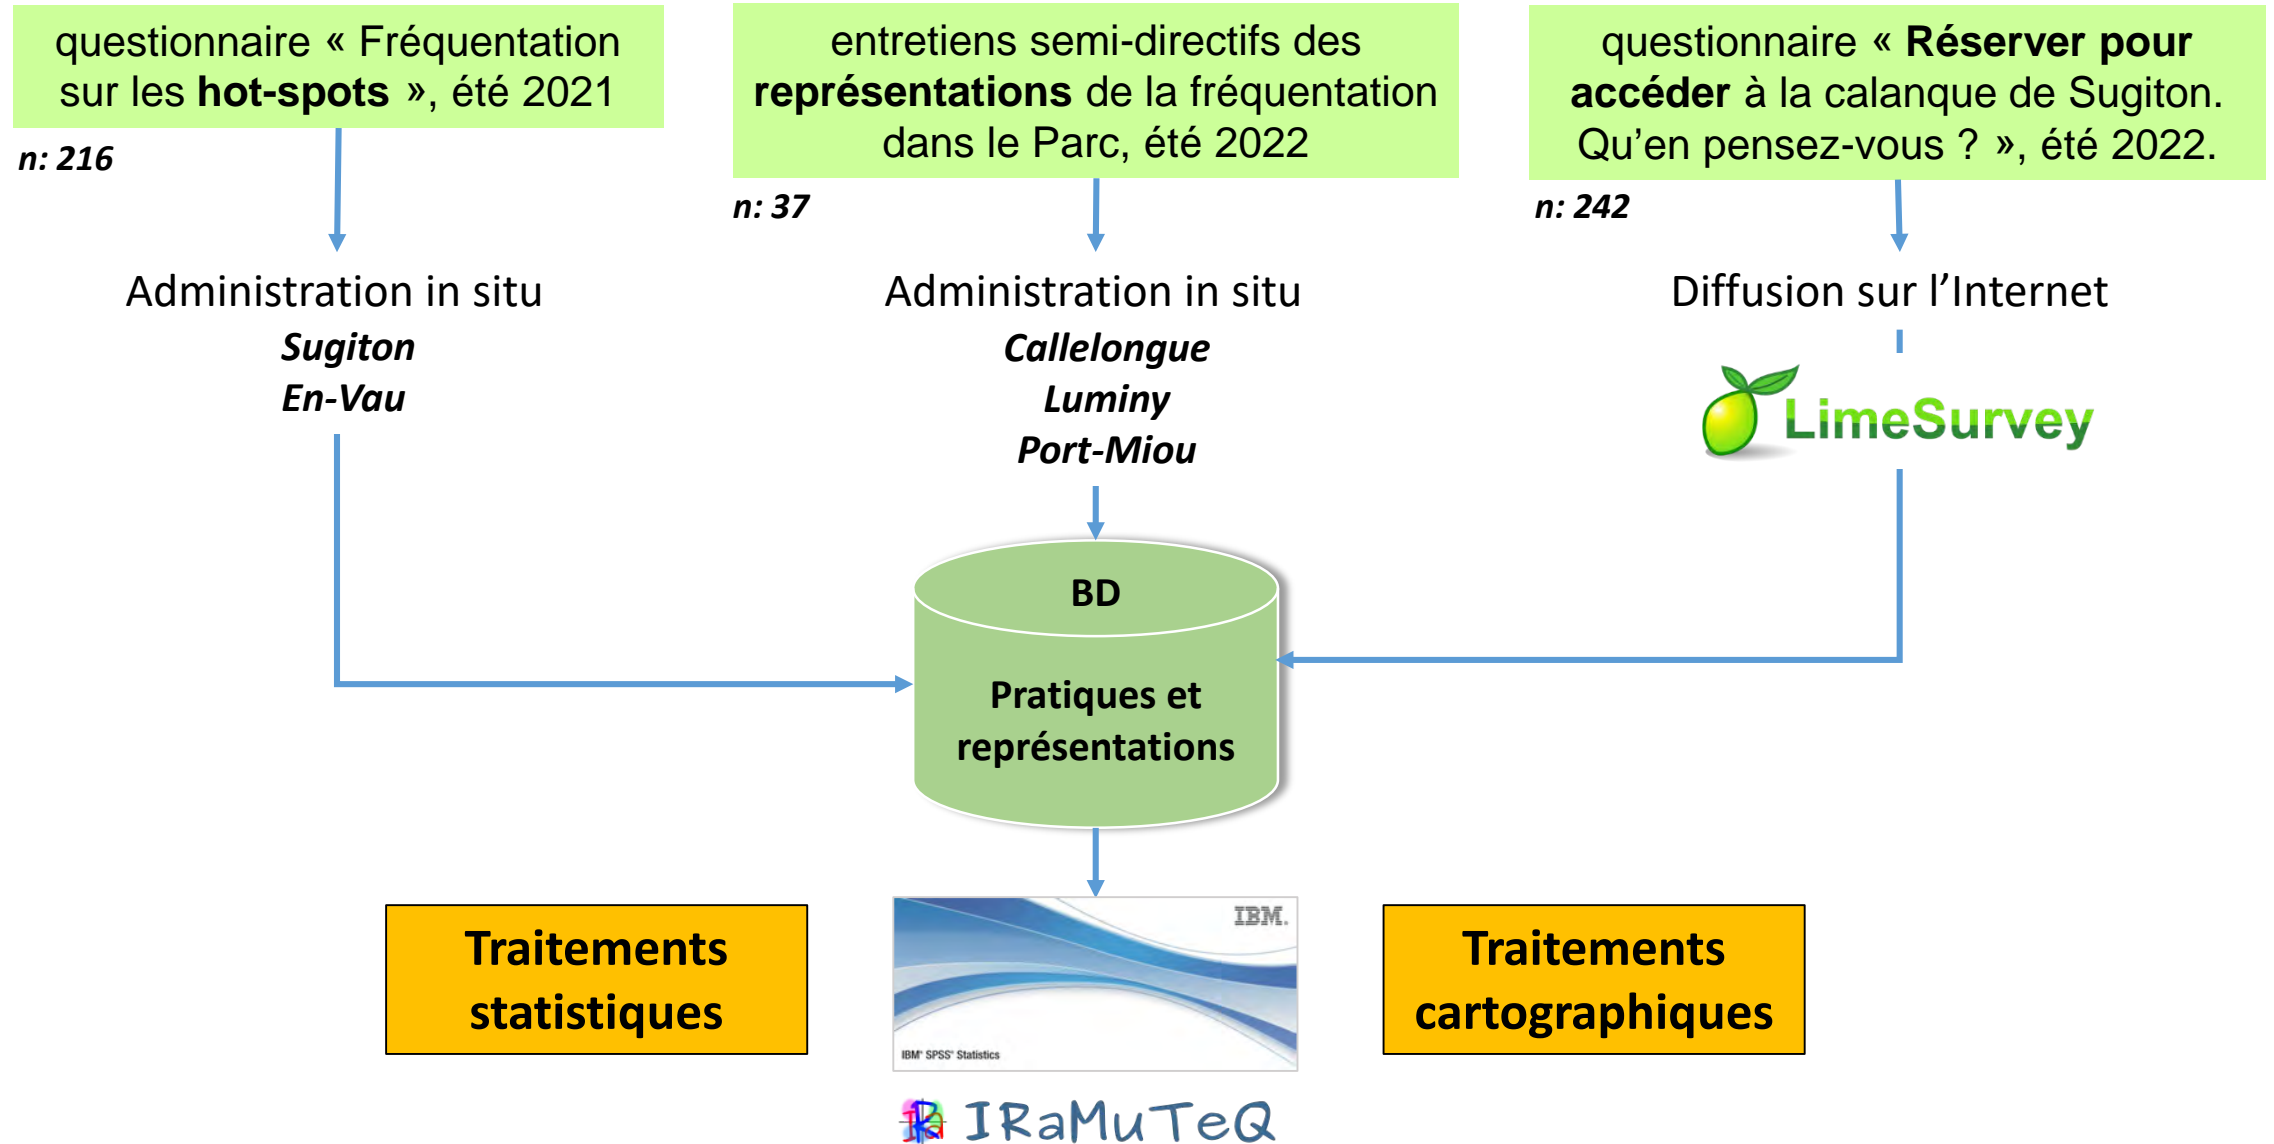 questionnaire « Fréquentation
sur les hot-spots », été 2021
n: 216
Administration in situ
Sugiton
En-Vau
entretiens semi-directifs des
représentations de la fréquentation
dans le Parc, été 2022
n: 37
Administration in situ
Callelongue
Luminy
Port-Miou
questionnaire « Réserver pour
accéder à la calanque de Sugiton.
Qu’en pensez-vous ? », été 2022.
n: 242
Diffusion sur l’Internet
LimeSurvey
BD
Pratiques et
représentations
Traitements
statistiques
IBM.
IBM® SPSS® Statistics
IRaMuTeQ
Traitements
cartographiques